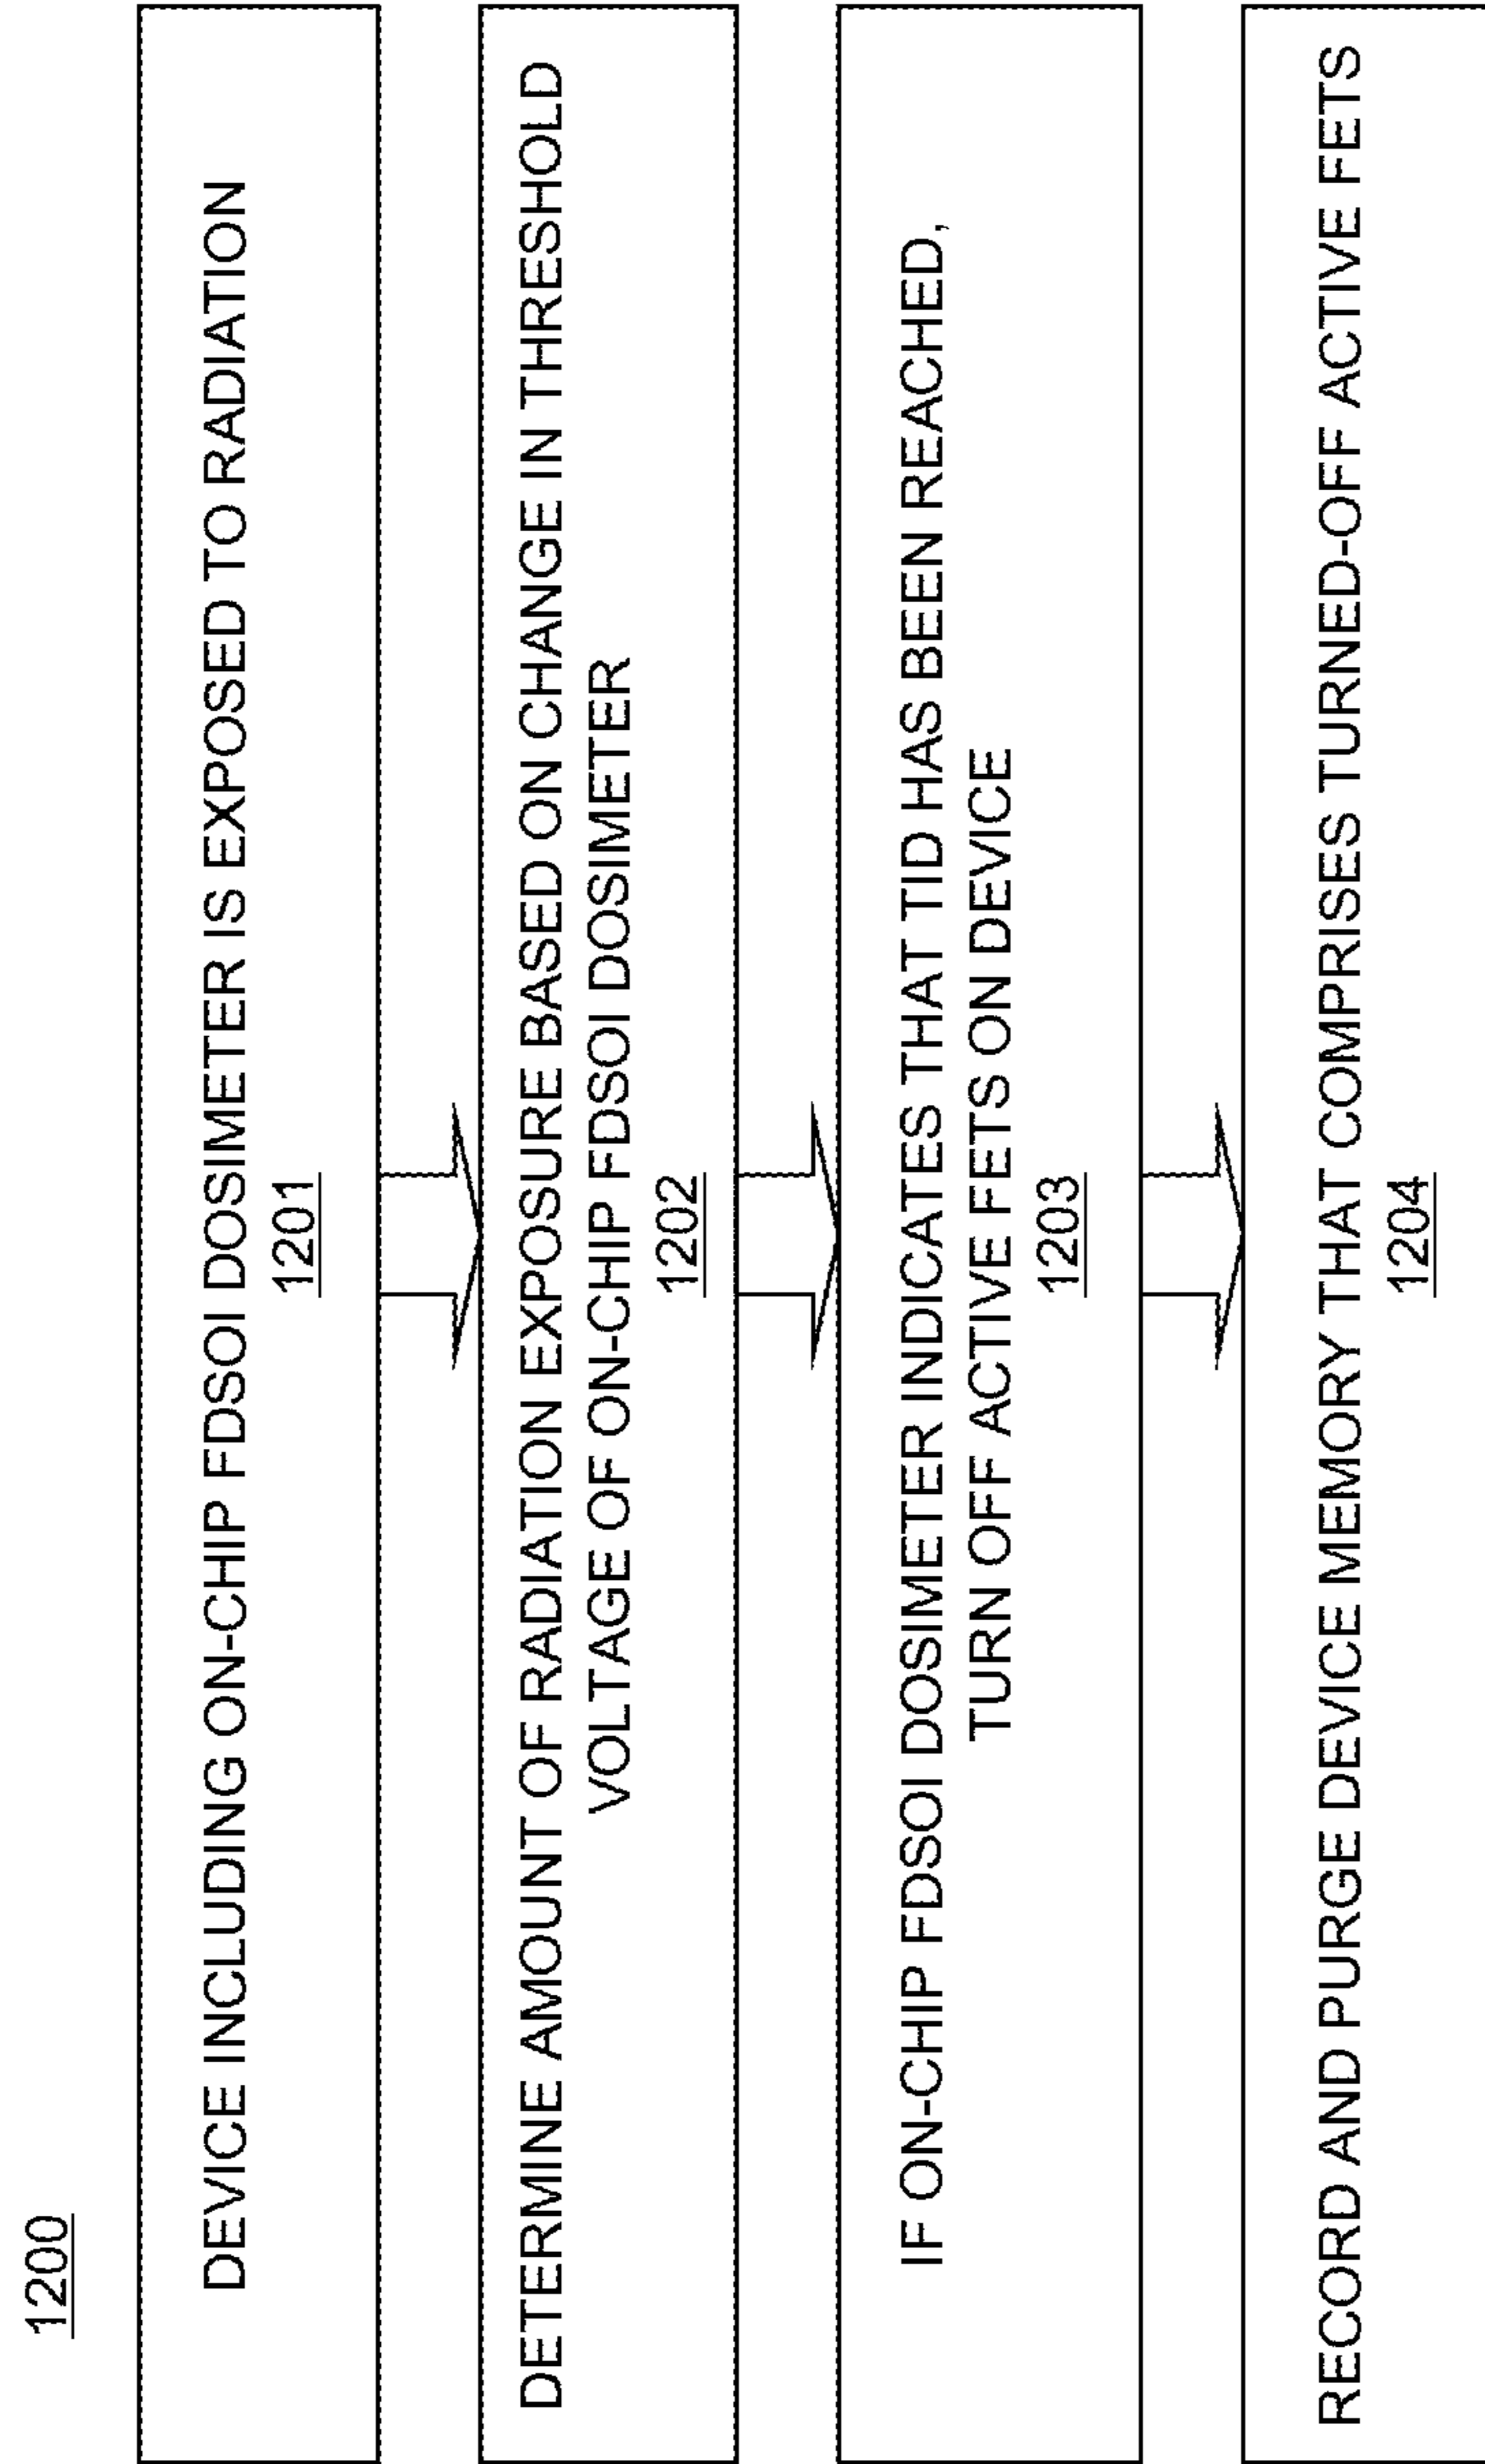 1200
DEVICE INCLUDING ON-CHIP FDSOI DOSIMETER IS EXPOSED TO RADIATION
1201
DETERMINE AMOUNT OF RADIATION EXPOSURE BASED ON CHANGE IN THRESHOLD
VOLTAGE OF ON-CHIP FDSOI DOSIMETER
1202
IF ON-CHIP FDSOI DOSIMETER INDICATES THAT TID HAS BEEN REACHED,
TURN OFF ACTIVE FETS ON DEVICE
1203
RECORD AND PURGE DEVICE MEMORY THAT COMPRISES TURNED-OFF ACTIVE FETS
1204